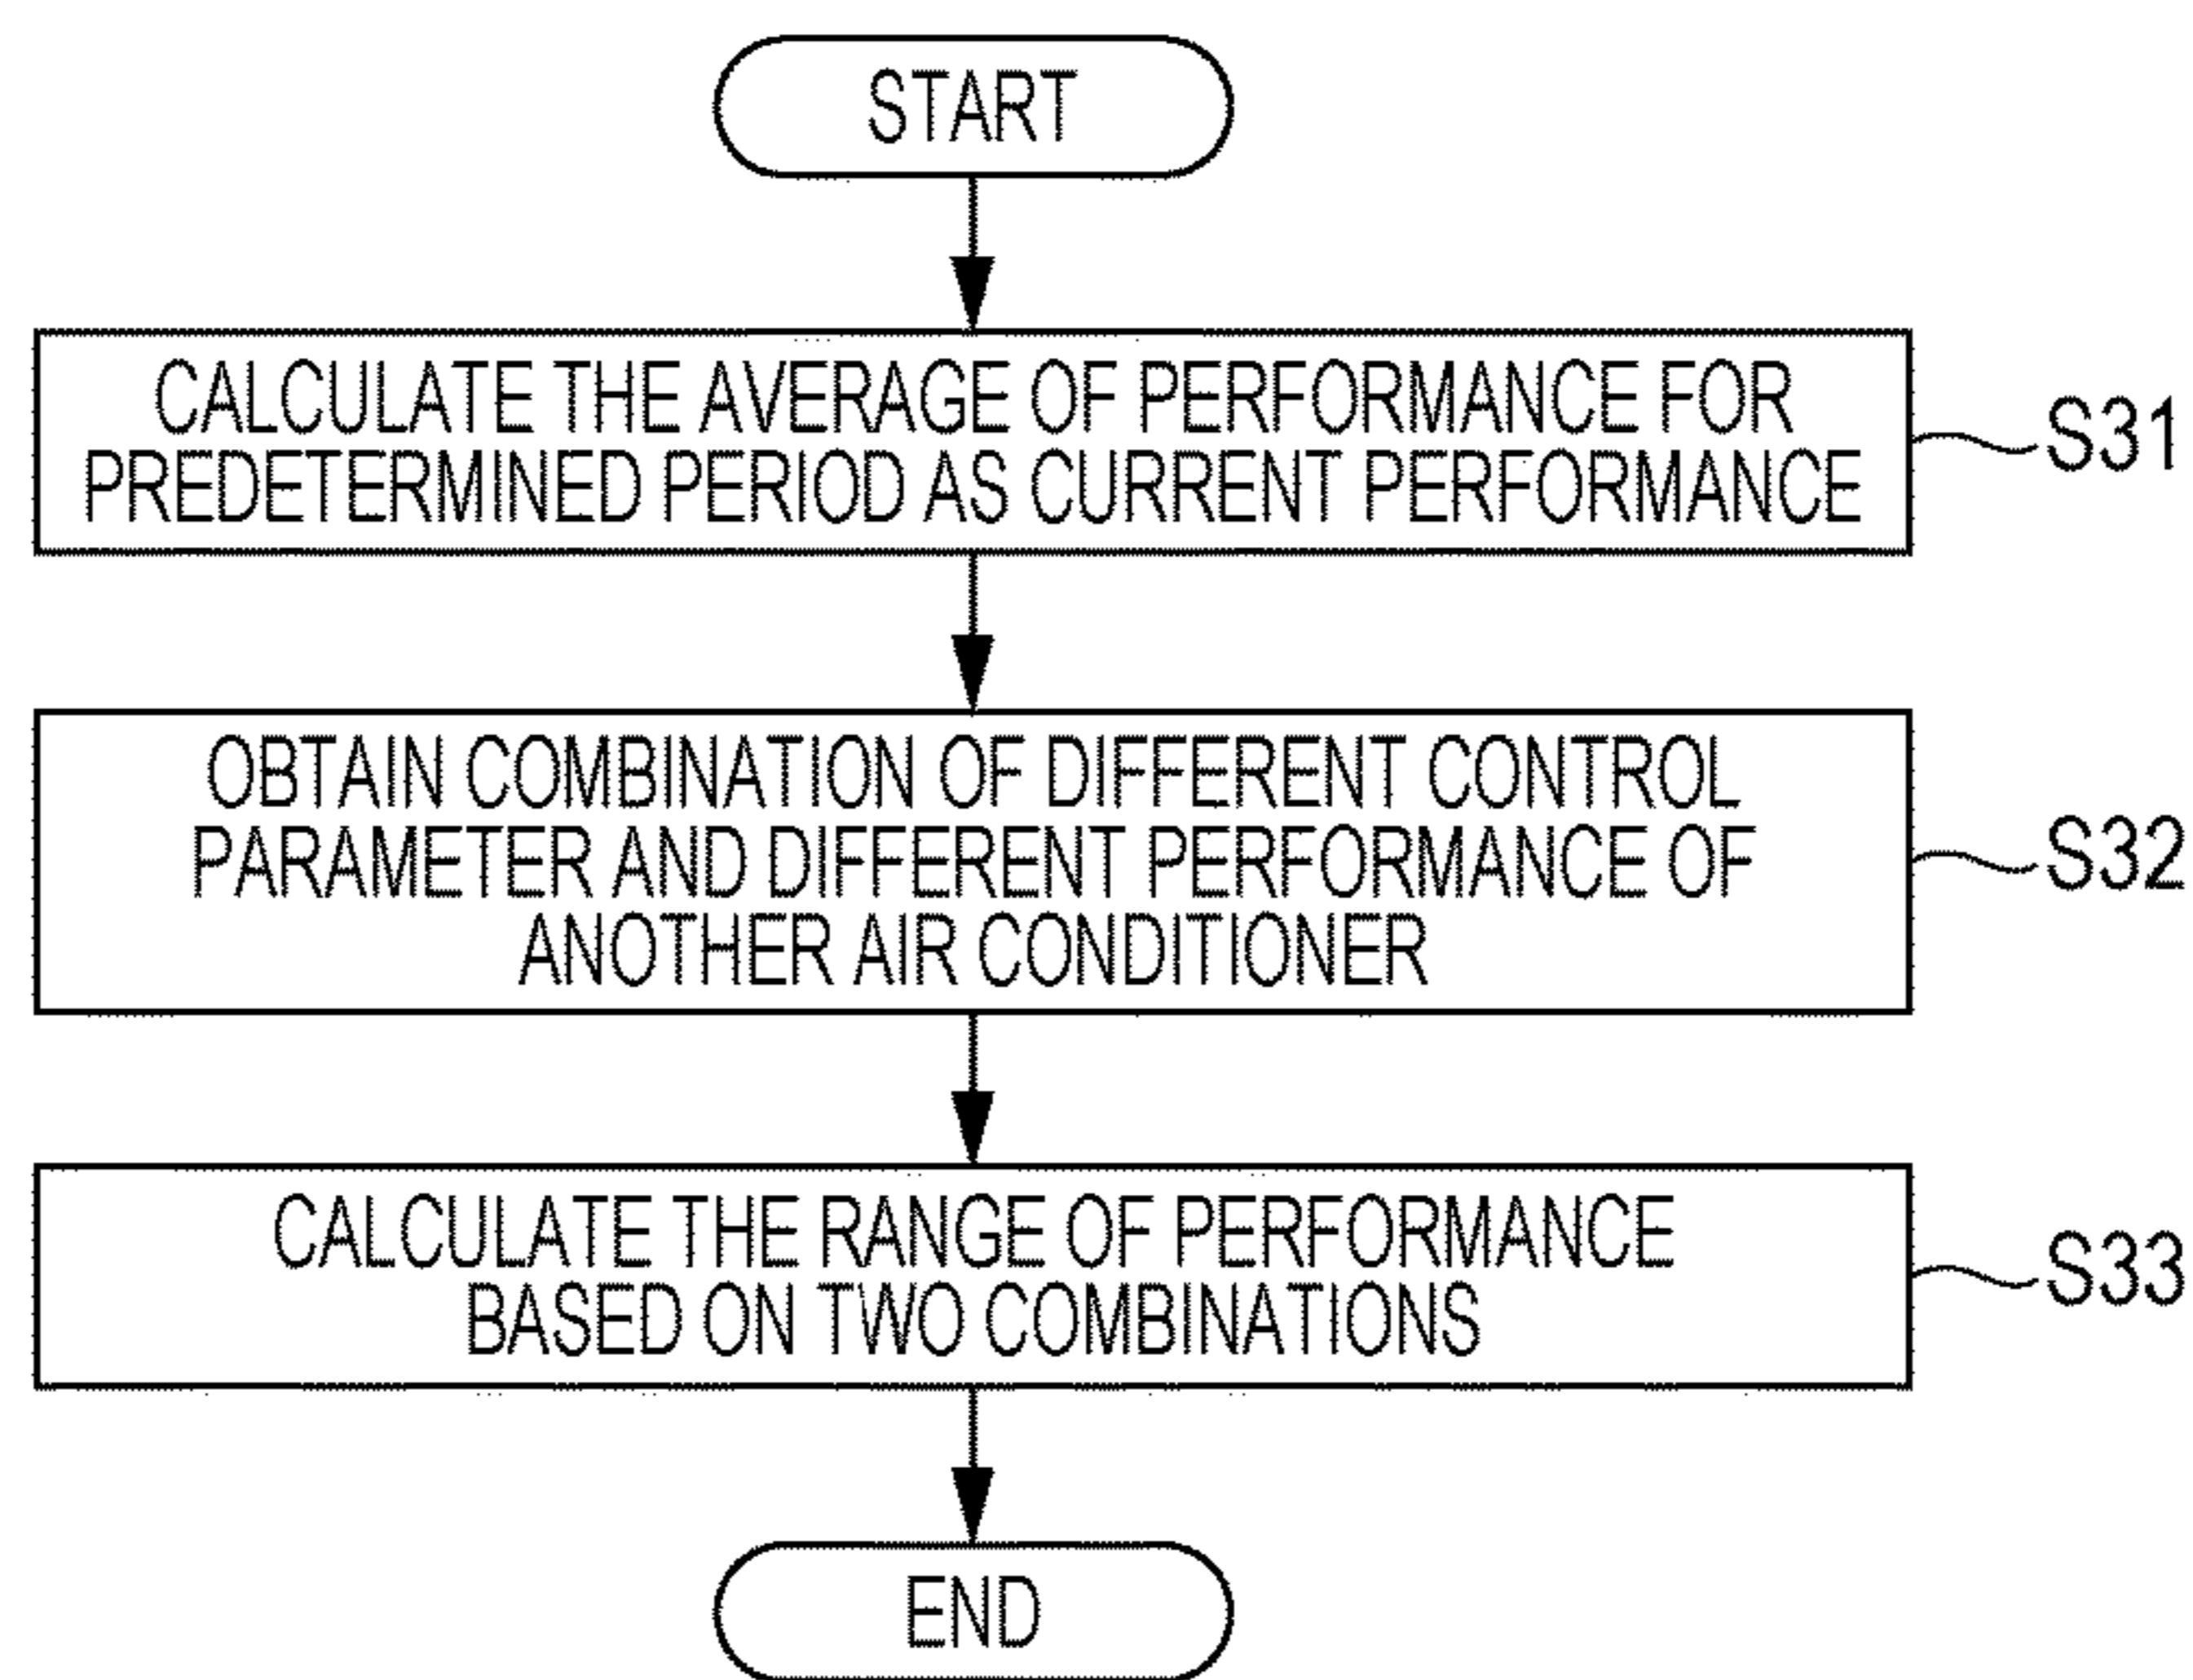 START
CALCULATE THE AVERAGE OF PERFORMANCE FOR
PREDETERMINED PERIOD AS CURRENT PERFORMANCE
S31
OBTAIN COMBINATION OF DIFFERENT CONTROL
PARAMETER AND DIFFERENT PERFORMANCE OF
ANOTHER AIR CONDITIONER
S32
CALCULATE THE RANGE OF PERFORMANCE
BASED ON TWO COMBINATIONS
S33
END